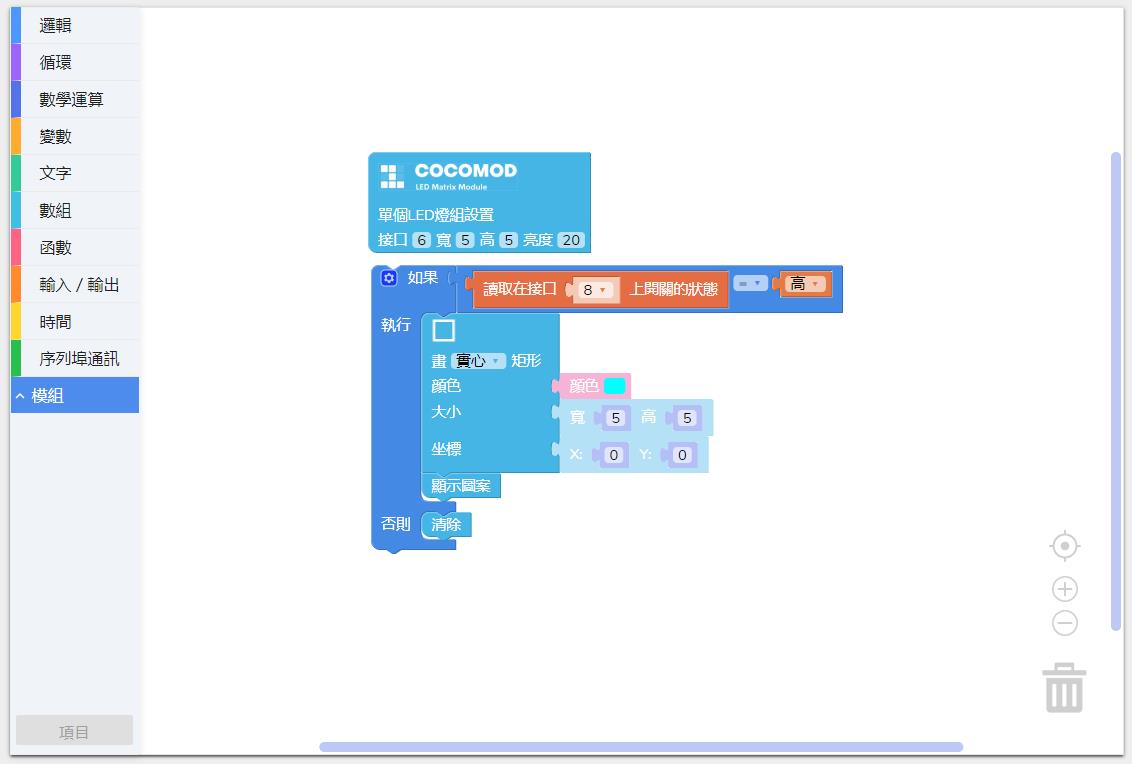 邏輯
循環
數學運算
變數
文字
數組
函數
輸入 / 輸出
時間
序列埠通訊
模組
項目
COCOMOD
LED Matrix Module
單個LED燈組設置
接口 6 寬 5 高 5 亮度 20
如果 讀取在接口 8 上開關的狀態 = 高
執行
畫 實心 矩形
顏色 顏色
大小 寬 5 高 5
坐標 X: 0 Y: 0
顯示圖案
否則 清除